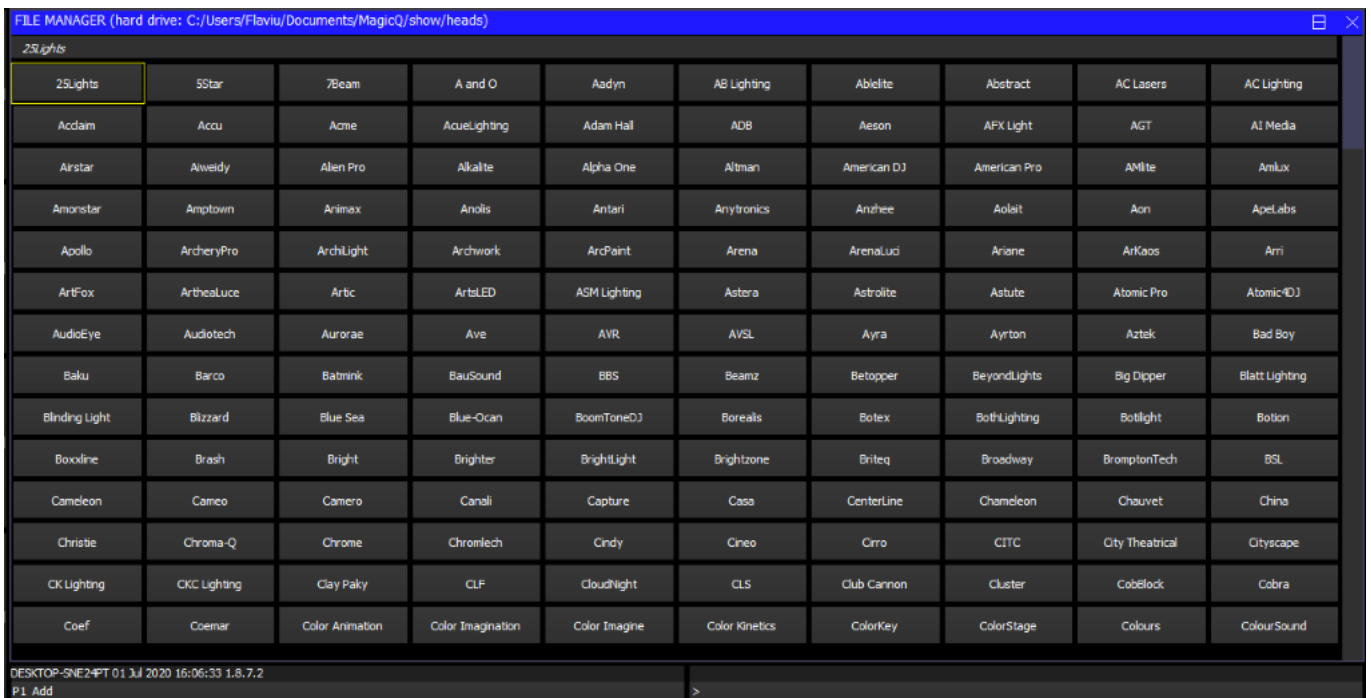 FILE MANAGER (hard drive: C:/Users/Flaviu/Documents/MagicQ/show/heads)
25Lights
25Lights 5Star 7Beam A and O Aadyn AB Lighting Ablelite Abstract AC Lasers AC Lighting
Acclaim Accu Acme AcueLighting Adam Hall ADB Aeson AFX Light AGT AI Media
Airstar Aiweidy Alien Pro Alkalite Alpha One Altman American DJ American Pro AMlite Amlux
Amonstar Amptown Animax Anolis Antari Anytronics Anzhee Aolait Aon ApeLabs
Apollo ArcheryPro ArchiLight Archwork ArcPaint Arena ArenaLuci Ariane ArKaos Arri
ArtFox ArtheaLuce Artic ArtsLED ASM Lighting Astera Astrolite Astute Atomic Pro Atomic4DJ
AudioEye Audiotech Aurorae Ave AVR AVSL Ayra Ayrton Aztek Bad Boy
Baku Barco Batmink BauSound BBS Beamz Betopper BeyondLights Big Dipper Blatt Lighting
Blinding Light Blizzard Blue Sea Blue-Ocan BoomToneDJ Borealis Botex BothLighting Botilight Botion
Boxxline Brash Bright Brighter BrightLight Brightzone Briteq Broadway BromptonTech BSL
Cameleon Cameo Camero Canali Capture Casa CenterLine Chameleon Chauvet China
Christie Chroma-Q Chrome Chromlech Cindy Cineo Cirro CITC City Theatrical Cityscape
CK Lighting CKC Lighting Clay Paky CLF CloudNight CLS Club Cannon Cluster CobBlock Cobra
Coef Coemar Color Animation Color Imagination Color Imagine Color Kinetics ColorKey ColorStage Colours ColourSound
DESKTOP-SNE24PT 01 Jul 2020 16:06:33 1.8.7.2
P1 Add >